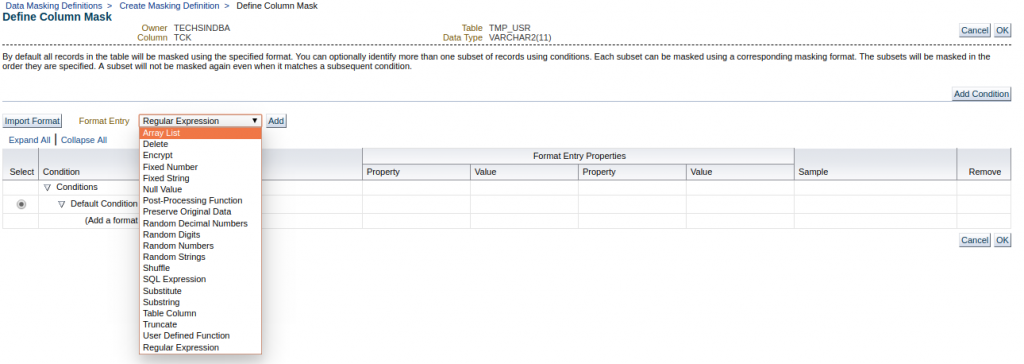 Data Masking Definitions > Create Masking Definition > Define Column Mask
Define Column Mask
Owner TECHSINDBA Table TMP_USR
Cancel OK
Column TCK Data Type VARCHAR2(11)
By default all records in the table will be masked using the specified format. You can optionally identify more than one subset of records using conditions. Each subset can be masked using a corresponding masking format. The subsets will be masked in the
order they are specified. A subset will not be masked again even when it matches a subsequent condition.
Add Condition
Import Format Format Entry Regular Expression Add
Array List
Expand All Collapse All
Delete
Encrypt
Fixed Number
Fixed String
Null Value
Post-Processing Function
Preserve Original Data
Random Decimal Numbers
Random Digits
Random Numbers
Random Strings
Shuffle
SQL Expression
Substitute
Substring
Table Column
Truncate
User Defined Function
Regular Expression
Format Entry Properties
Select Condition Property Value Property Value Sample Remove
Conditions
Default Condition
(Add a format
Cancel OK